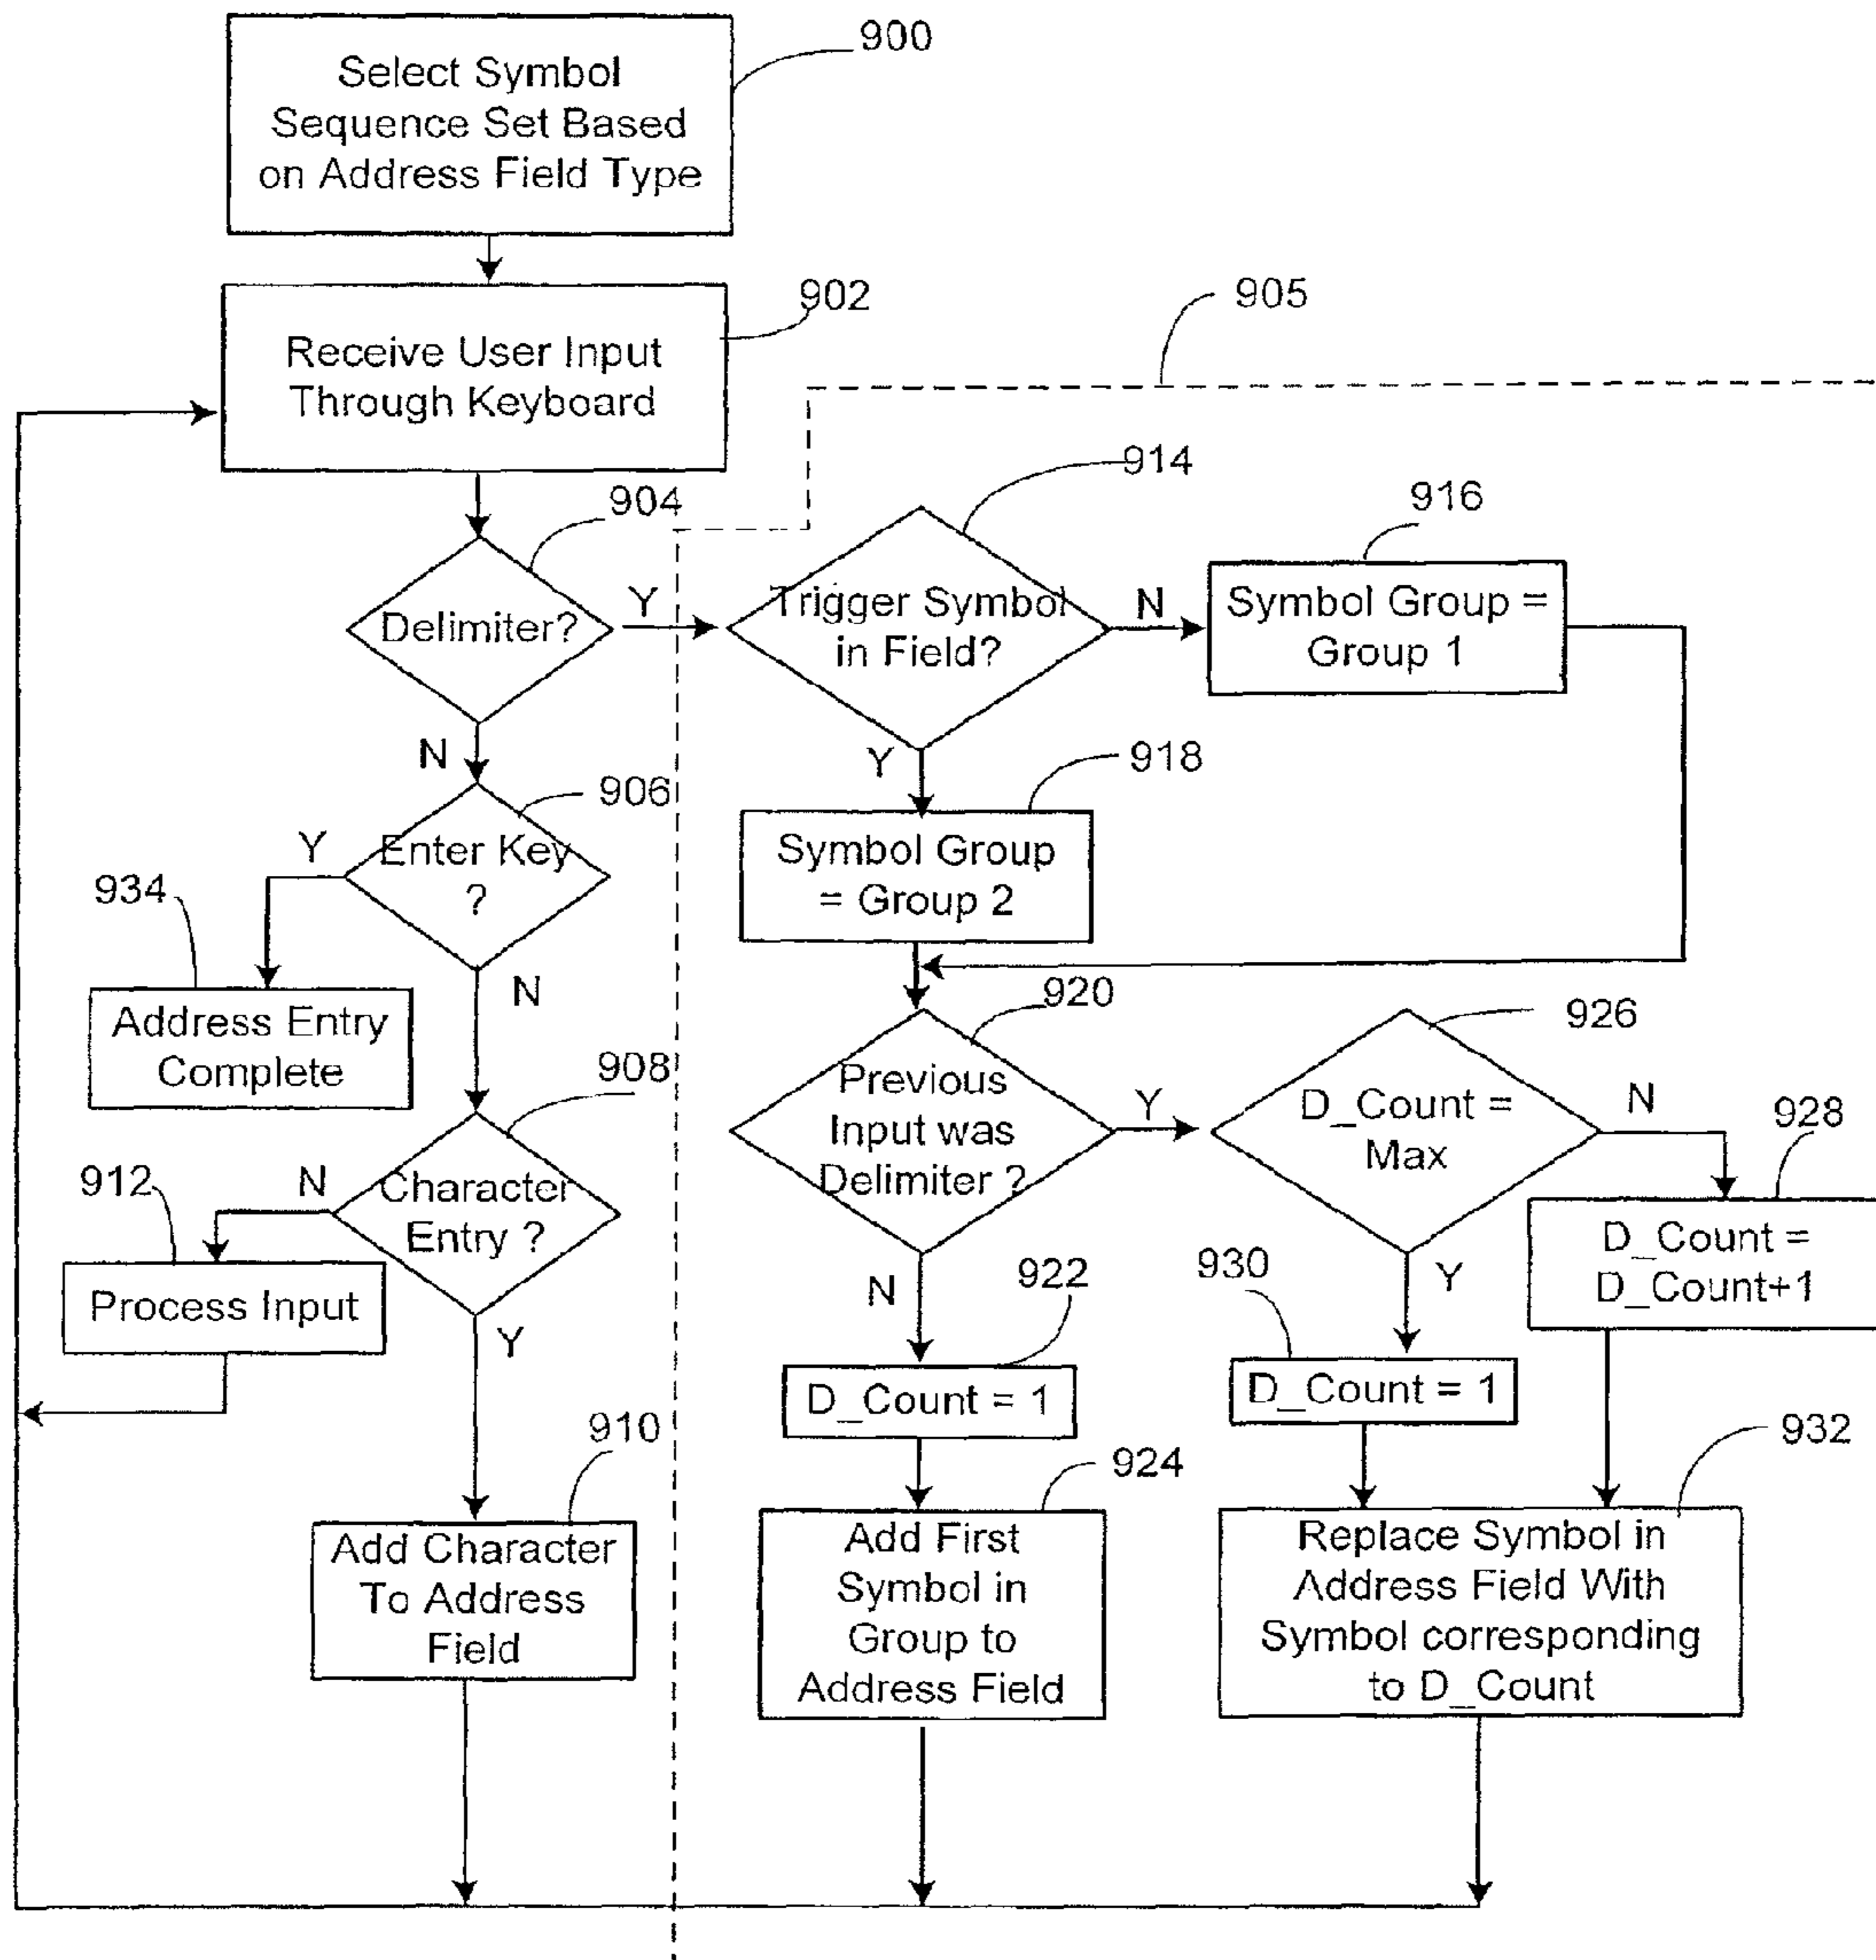 900
Select Symbol
Sequence Set Based
on Address Field Type
902
Receive User Input
Through Keyboard
905
904
Delimiter?
Y
N
914
Trigger Symbol
in Field?
N
Y
916
Symbol Group =
Group 1
918
Symbol Group
= Group 2
906
Enter Key
?
Y
N
934
Address Entry
Complete
908
Character
Entry ?
N
Y
912
Process Input
910
Add Character
To Address
Field
920
Previous
Input was
Delimiter ?
Y
N
926
D_Count =
Max
N
Y
928
D_Count =
D_Count+1
922
D_Count = 1
930
D_Count = 1
924
Add First
Symbol in
Group to
Address Field
932
Replace Symbol in
Address Field With
Symbol corresponding
to D_Count